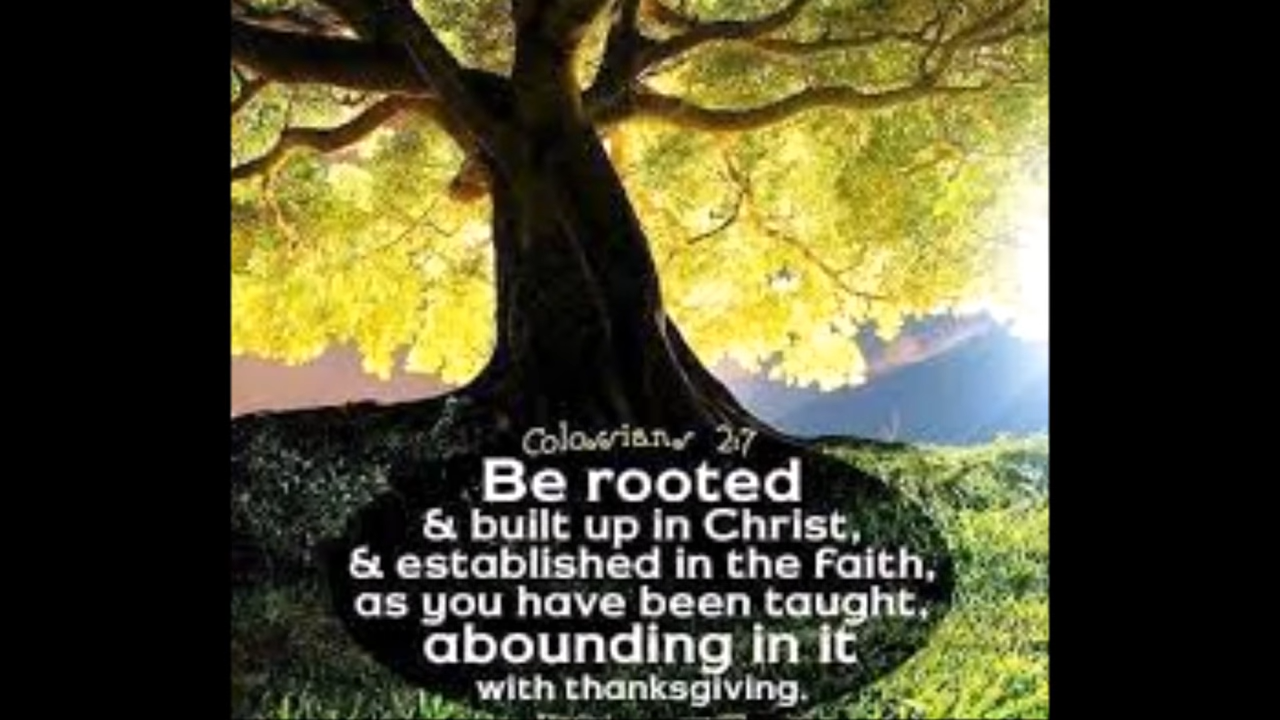 Colossians 2:7
Be rooted
& built up in Christ,
& established in the Faith,
as you have been taught,
abounding in it
with thanksgiving.